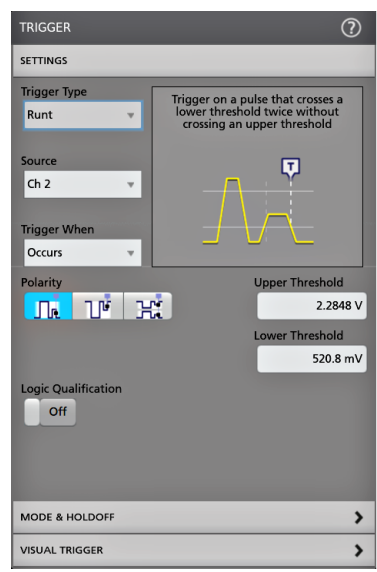 TRIGGER
?
SETTINGS
Trigger Type
Runt
Trigger on a pulse that crosses a
lower threshold twice without
crossing an upper threshold
T
Source
Ch 2
Trigger When
Occurs
Polarity
Upper Threshold
2.2848 V
Lower Threshold
520.8 mV
Logic Qualification
Off
MODE & HOLDOFF
VISUAL TRIGGER